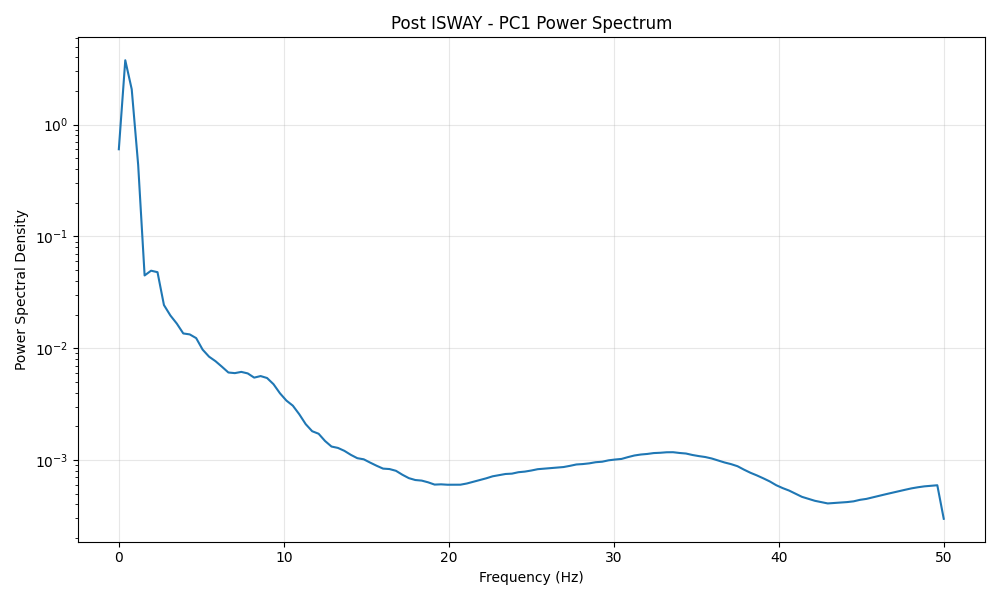 Post ISWAY - PC1 Power Spectrum
Power Spectral Density
10⁰
10⁻¹
10⁻²
10⁻³
0 10 20 30 40 50
Frequency (Hz)